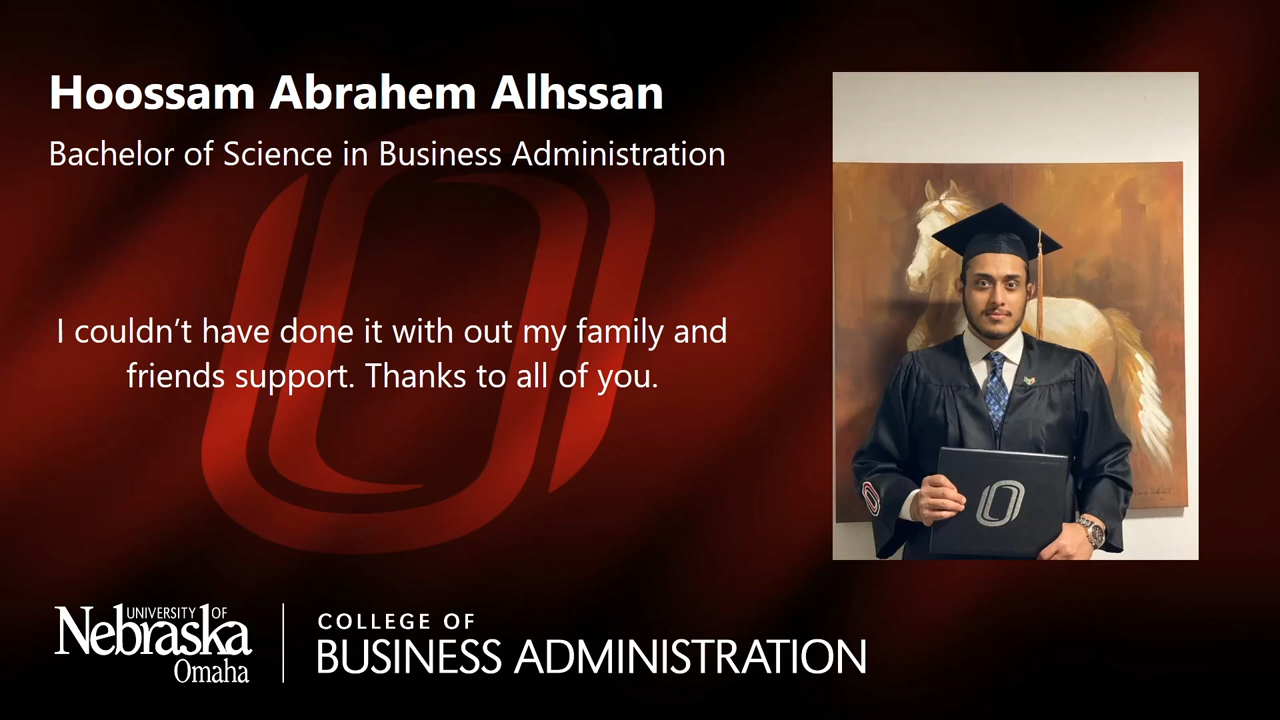 Hoossam Abrahem Alhssan
Bachelor of Science in Business Administration
I couldn’t have done it with out my family and
friends support. Thanks to all of you.
UNIVERSITY OF
Nebraska
Omaha
COLLEGE OF
BUSINESS ADMINISTRATION